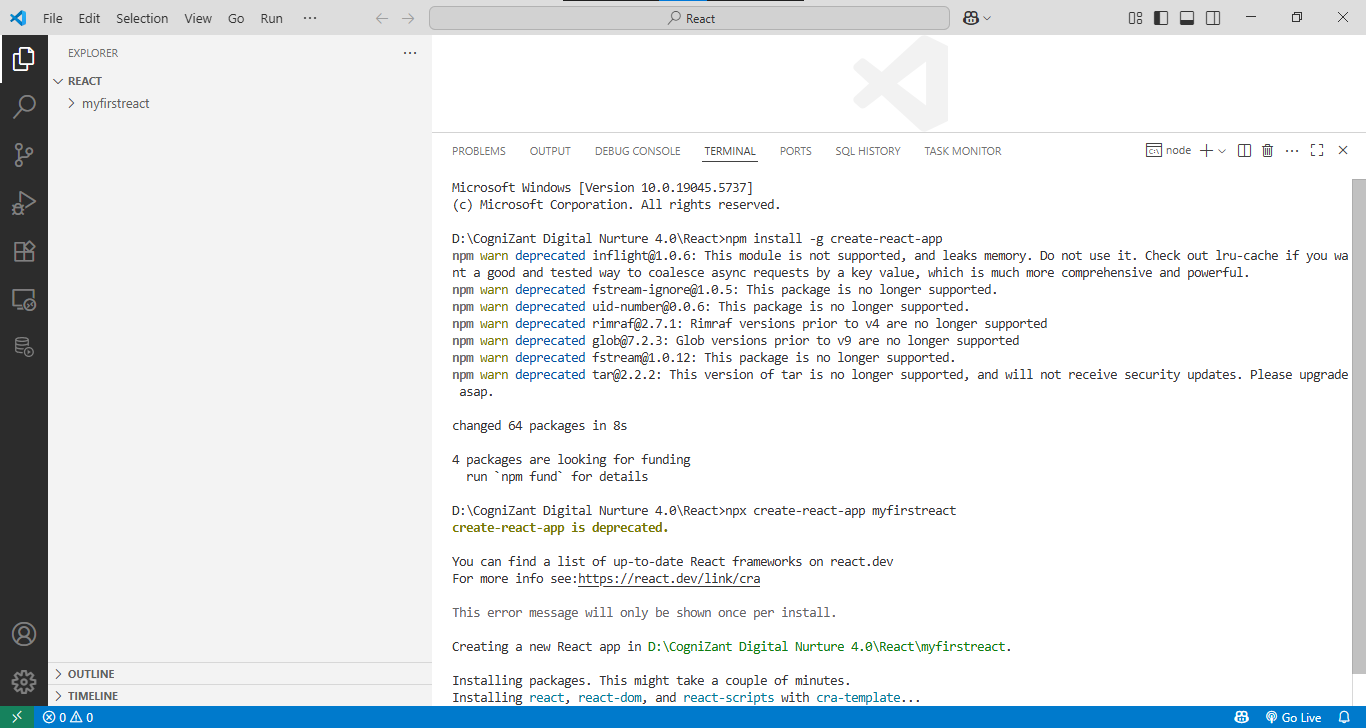 File Edit Selection View Go Run ···
React
EXPLORER ···
REACT
myfirstreact
OUTLINE
TIMELINE
PROBLEMS OUTPUT DEBUG CONSOLE TERMINAL PORTS SQL HISTORY TASK MONITOR
node
Microsoft Windows [Version 10.0.19045.5737]
(c) Microsoft Corporation. All rights reserved.
D:\CogniZant Digital Nurture 4.0\React>npm install -g create-react-app
npm warn deprecated inflight@1.0.6: This module is not supported, and leaks memory. Do not use it. Check out lru-cache if you wa
nt a good and tested way to coalesce async requests by a key value, which is much more comprehensive and powerful.
npm warn deprecated fstream-ignore@1.0.5: This package is no longer supported.
npm warn deprecated uid-number@0.0.6: This package is no longer supported.
npm warn deprecated rimraf@2.7.1: Rimraf versions prior to v4 are no longer supported
npm warn deprecated glob@7.2.3: Glob versions prior to v9 are no longer supported
npm warn deprecated fstream@1.0.12: This package is no longer supported.
npm warn deprecated tar@2.2.2: This version of tar is no longer supported, and will not receive security updates. Please upgrade
asap.
changed 64 packages in 8s
4 packages are looking for funding
run `npm fund` for details
D:\CogniZant Digital Nurture 4.0\React>npx create-react-app myfirstreact
create-react-app is deprecated.
You can find a list of up-to-date React frameworks on react.dev
For more info see:https://react.dev/link/cra
This error message will only be shown once per install.
Creating a new React app in D:\CogniZant Digital Nurture 4.0\React\myfirstreact.
Installing packages. This might take a couple of minutes.
Installing react, react-dom, and react-scripts with cra-template...
0 0
Go Live